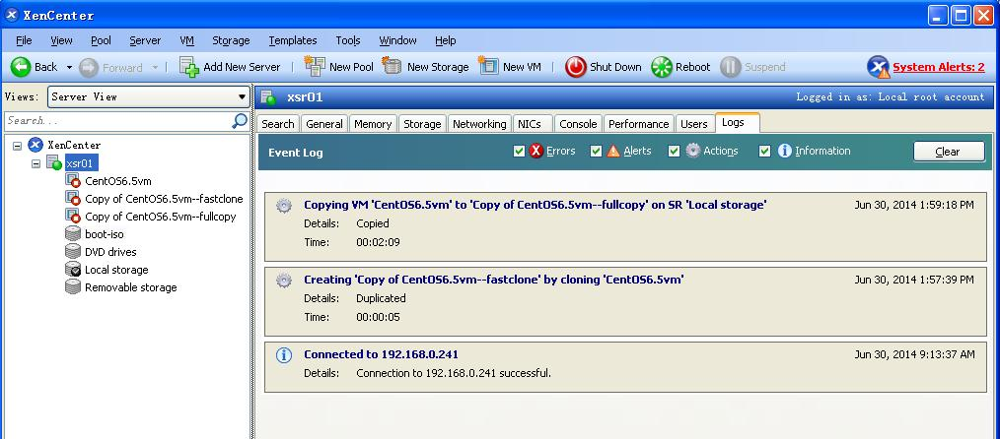 XenCenter
File View Pool Server VM Storage Templates Tools Window Help
Back Forward Add New Server New Pool New Storage New VM Shut Down Reboot Suspend System Alerts: 2
Views: Server View
Search...
XenCenter
xsr01
CentOS6.5vm
Copy of CentOS6.5vm--fastclone
Copy of CentOS6.5vm--fullcopy
boot-iso
DVD drives
Local storage
Removable storage
xsr01 Logged in as: Local root account
Search General Memory Storage Networking NICs Console Performance Users Logs
Event Log Errors Alerts Actions Information Clear
Copying VM 'CentOS6.5vm' to 'Copy of CentOS6.5vm--fullcopy' on SR 'Local storage' Jun 30, 2014 1:59:18 PM
Details: Copied
Time: 00:02:09
Creating 'Copy of CentOS6.5vm--fastclone' by cloning 'CentOS6.5vm' Jun 30, 2014 1:57:39 PM
Details: Duplicated
Time: 00:00:05
Connected to 192.168.0.241 Jun 30, 2014 9:13:37 AM
Details: Connection to 192.168.0.241 successful.